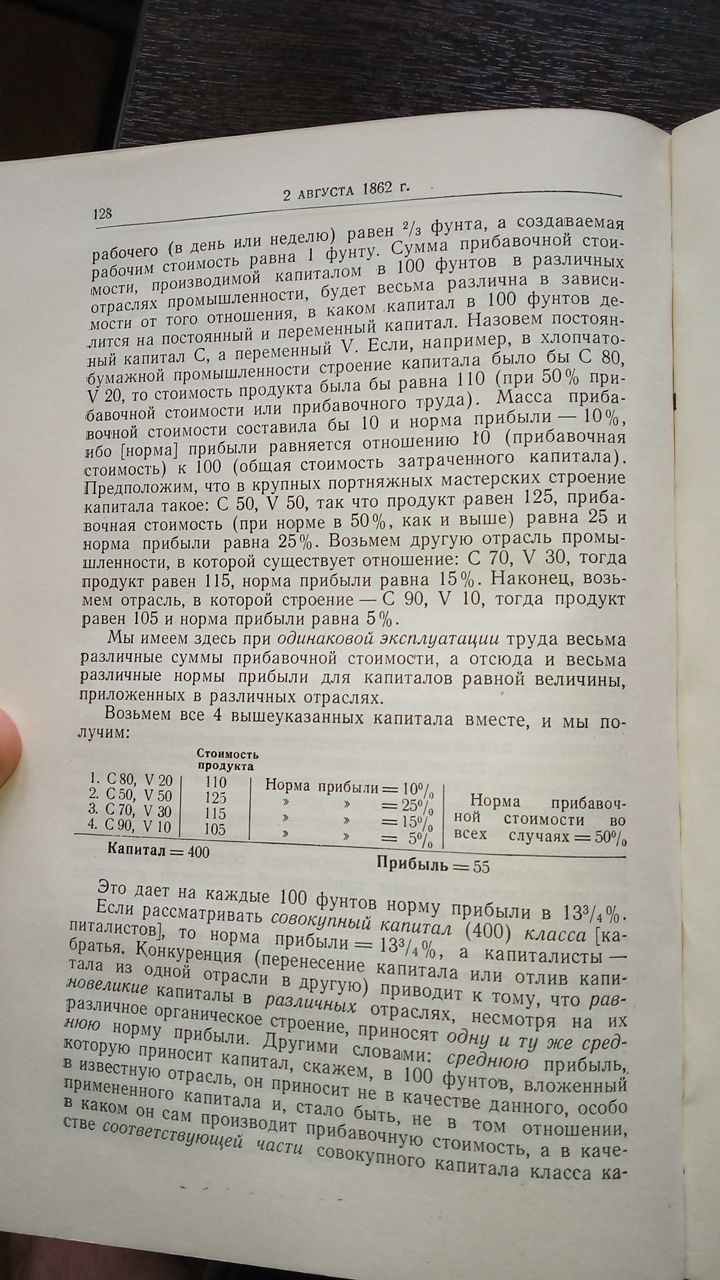 2 АВГУСТА 1862 г.
128
рабочего (в день или неделю) равен ²/₃ фунта, а создаваемая
рабочим стоимость равна 1 фунту. Сумма прибавочной стои-
мости, производимой капиталом в 100 фунтов в различных
отраслях промышленности, будет весьма различна в зависи-
мости от того отношения, в каком капитал в 100 фунтов де-
лится на постоянный и переменный капитал. Назовем постоян-
ный капитал C, а переменный V. Если, например, в хлопчато-
бумажной промышленности строение капитала было бы C 80,
V 20, то стоимость продукта была бы равна 110 (при 50% при-
бавочной стоимости или прибавочного труда). Масса приба-
вочной стоимости составила бы 10 и норма прибыли — 10%,
ибо [норма] прибыли равняется отношению 10 (прибавочная
стоимость) к 100 (общая стоимость затраченного капитала).
Предположим, что в крупных портняжных мастерских строение
капитала такое: C 50, V 50, так что продукт равен 125, приба-
вочная стоимость (при норме в 50%, как и выше) равна 25 и
норма прибыли равна 25%. Возьмем другую отрасль промы-
шленности, в которой существует отношение: C 70, V 30, тогда
продукт равен 115, норма прибыли равна 15%. Наконец, возь-
мем отрасль, в которой строение — C 90, V 10, тогда продукт
равен 105 и норма прибыли равна 5%.
Мы имеем здесь при одинаковой эксплуатации труда весьма
различные суммы прибавочной стоимости, а отсюда и весьма
различные нормы прибыли для капиталов равной величины,
приложенных в различных отраслях.
Возьмем все 4 вышеуказанных капитала вместе, и мы по-
лучим:
Стоимость
продукта
1. C 80, V 20 110 Норма прибыли = 10%
2. C 50, V 50 125 » » = 25% Норма прибавоч-
3. C 70, V 30 115 » » = 15% ной стоимости во
4. C 90, V 10 105 » » = 5% всех случаях = 50%
Капитал = 400 Прибыль = 55
Это дает на каждые 100 фунтов норму прибыли в 13³/₄%.
Если рассматривать совокупный капитал (400) класса [ка-
питалистов], то норма прибыли = 13³/₄%, а капиталисты —
братья. Конкуренция (перенесение капитала или отлив капи-
тала из одной отрасли в другую) приводит к тому, что рав-
новеликие капиталы в различных отраслях, несмотря на их
различное органическое строение, приносят одну и ту же сред-
нюю норму прибыли. Другими словами: среднюю прибыль,
которую приносит капитал, скажем, в 100 фунтов, вложенный
в известную отрасль, он приносит не в качестве данного, особо
примененного капитала и, стало быть, не в том отношении,
в каком он сам производит прибавочную стоимость, а в каче-
стве соответствующей части совокупного капитала класса ка-